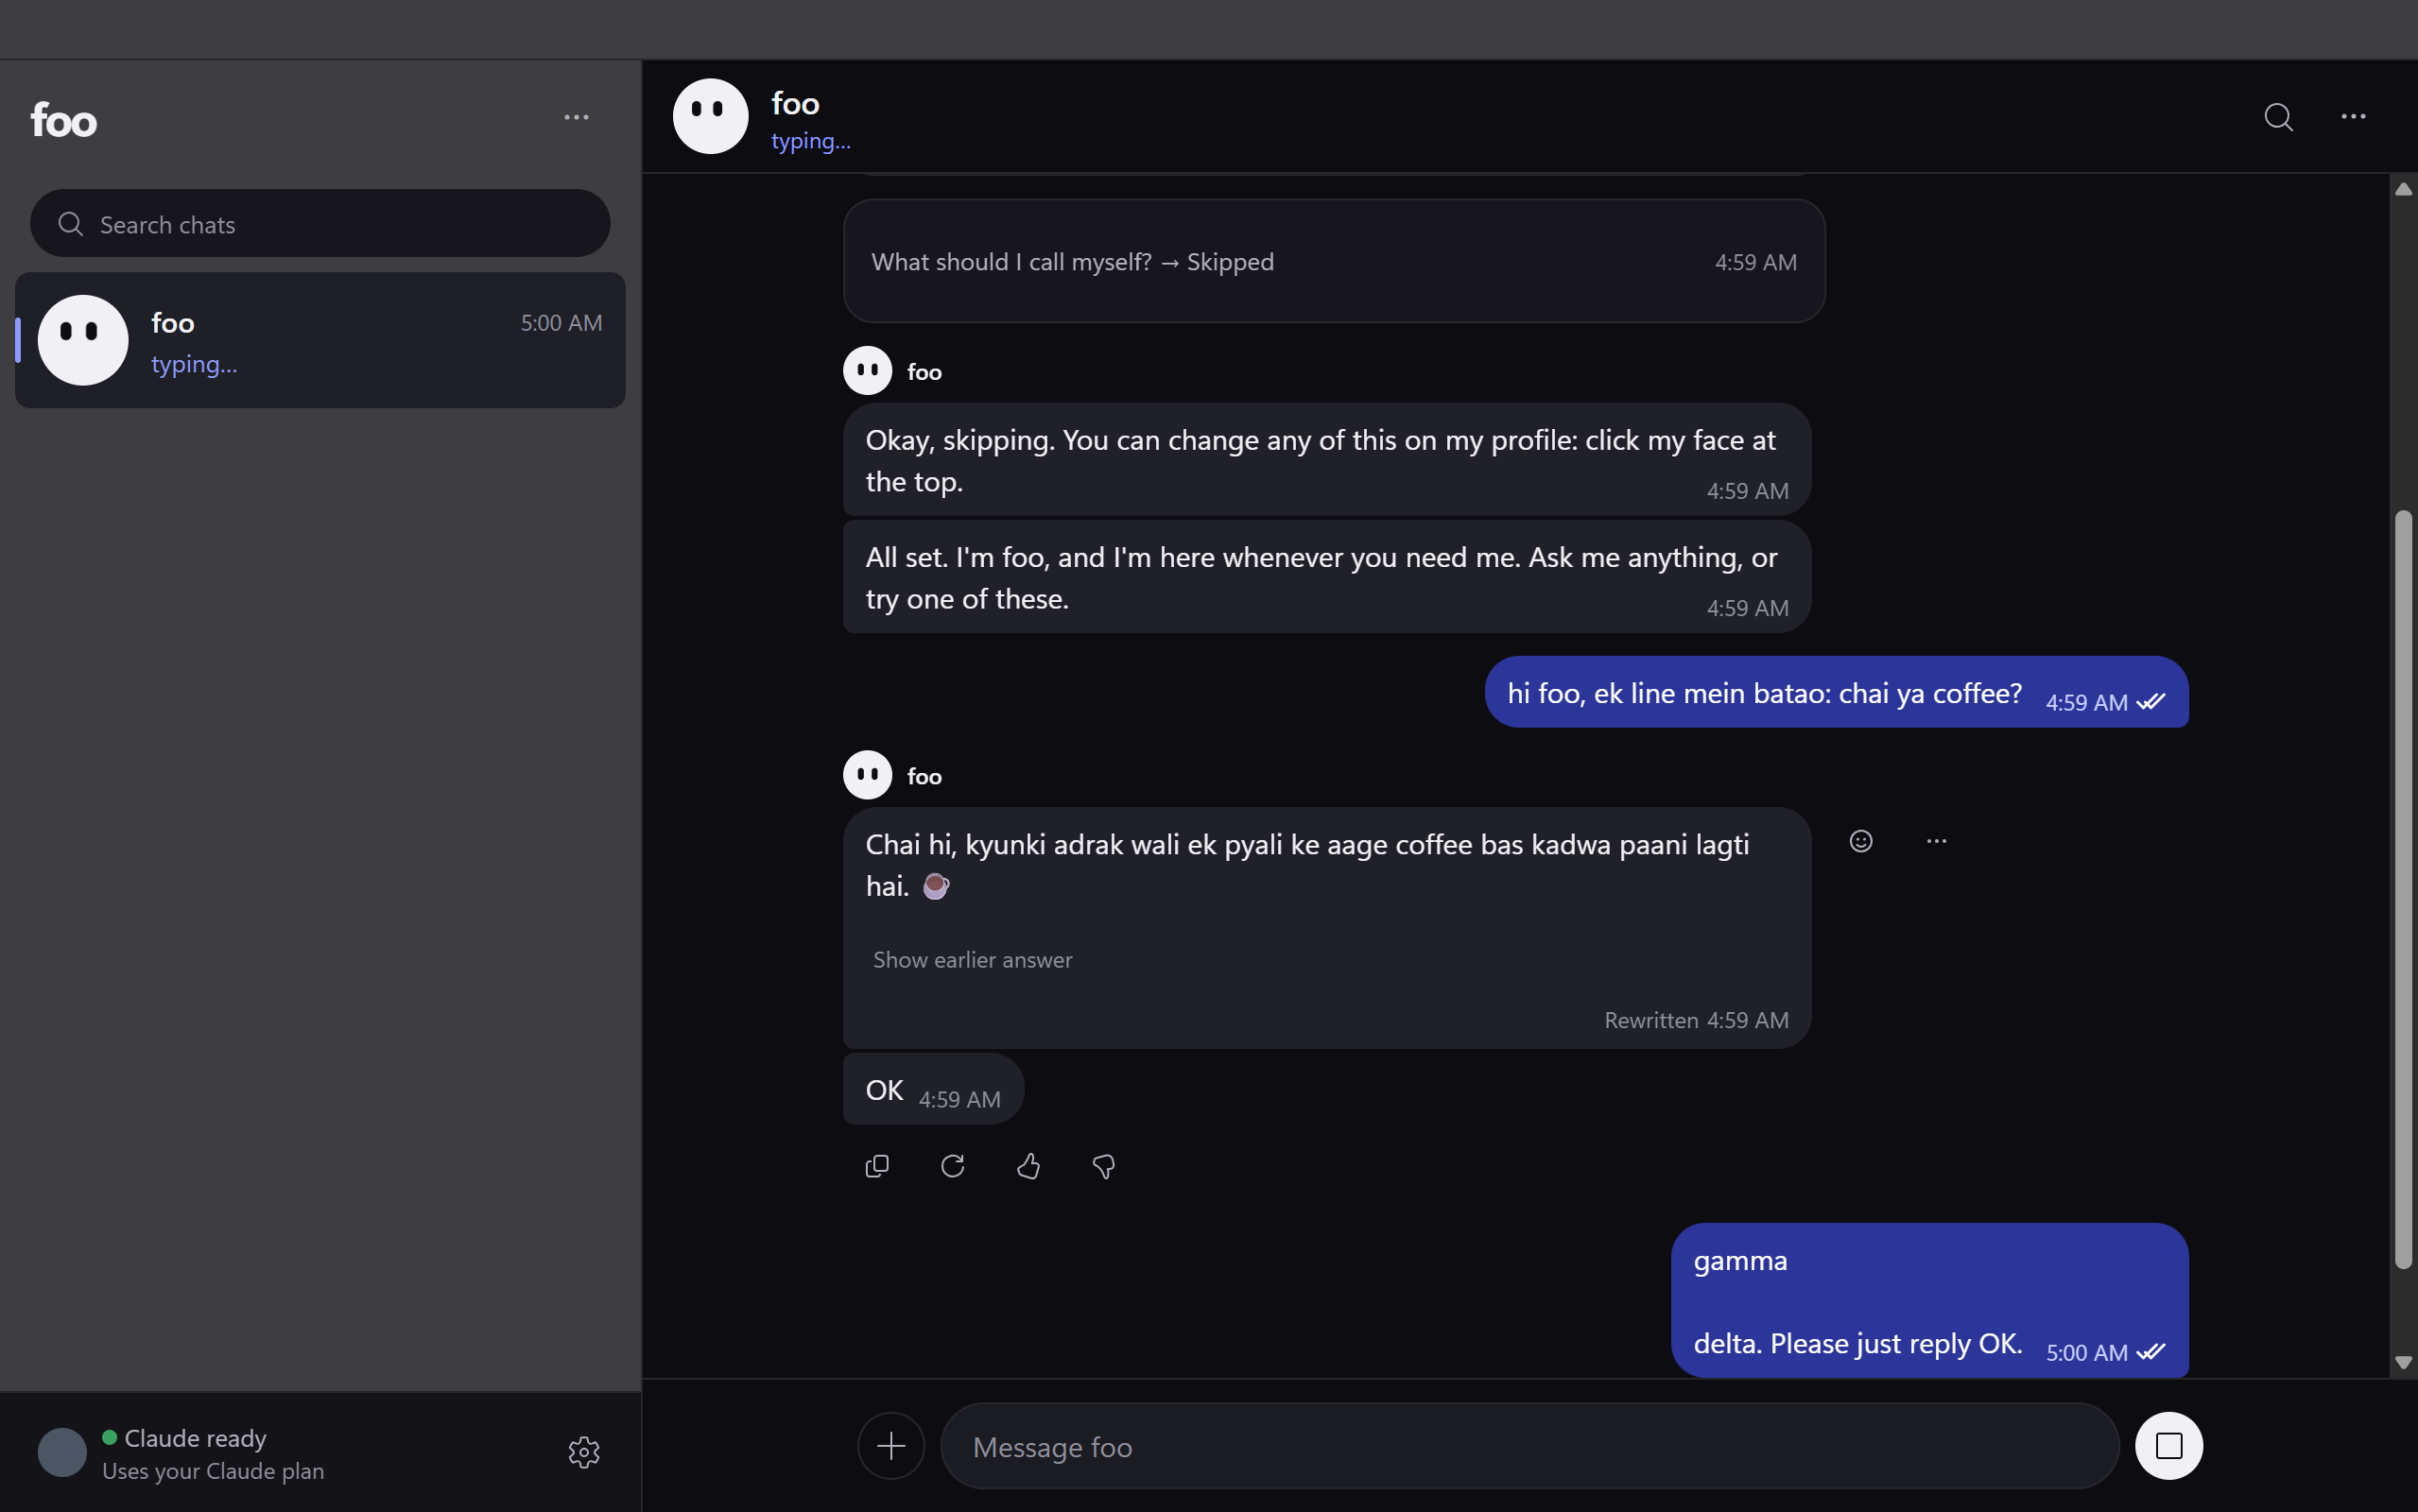 foo
foo
typing...
Search chats
foo
5:00 AM
typing...
What should I call myself? → Skipped
4:59 AM
foo
Okay, skipping. You can change any of this on my profile: click my face at
the top.
4:59 AM
All set. I'm foo, and I'm here whenever you need me. Ask me anything, or
try one of these.
4:59 AM
hi foo, ek line mein batao: chai ya coffee?
4:59 AM
foo
Chai hi, kyunki adrak wali ek pyali ke aage coffee bas kadwa paani lagti
hai.
Show earlier answer
Rewritten 4:59 AM
OK 4:59 AM
gamma
delta. Please just reply OK.
5:00 AM
Claude ready
Uses your Claude plan
Message foo